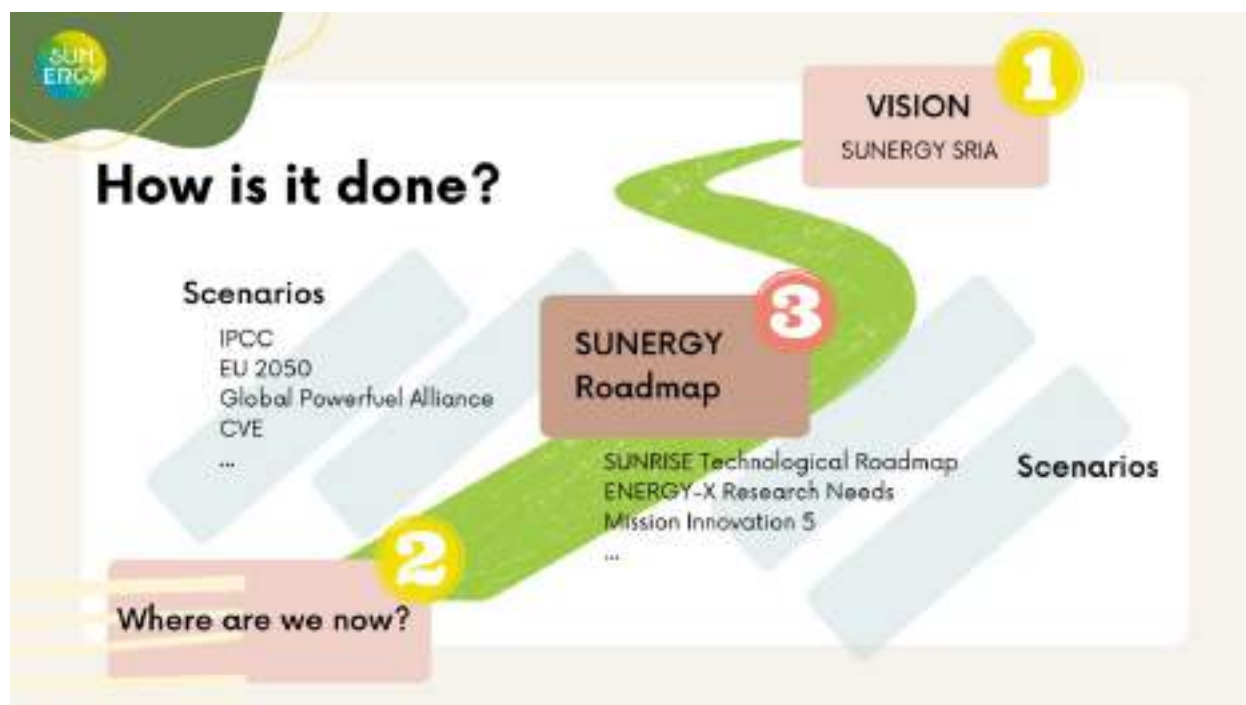 SUN
ERGY
1
VISION
SUNERGY SRIA
How is it done?
Scenarios
IPCC
EU 2050
Global Powerfuel Alliance
CVE
...
3
SUNERGY
Roadmap
SUNRISE Technological Roadmap
ENERGY-X Research Needs
Mission Innovation 5
...
Scenarios
2
Where are we now?